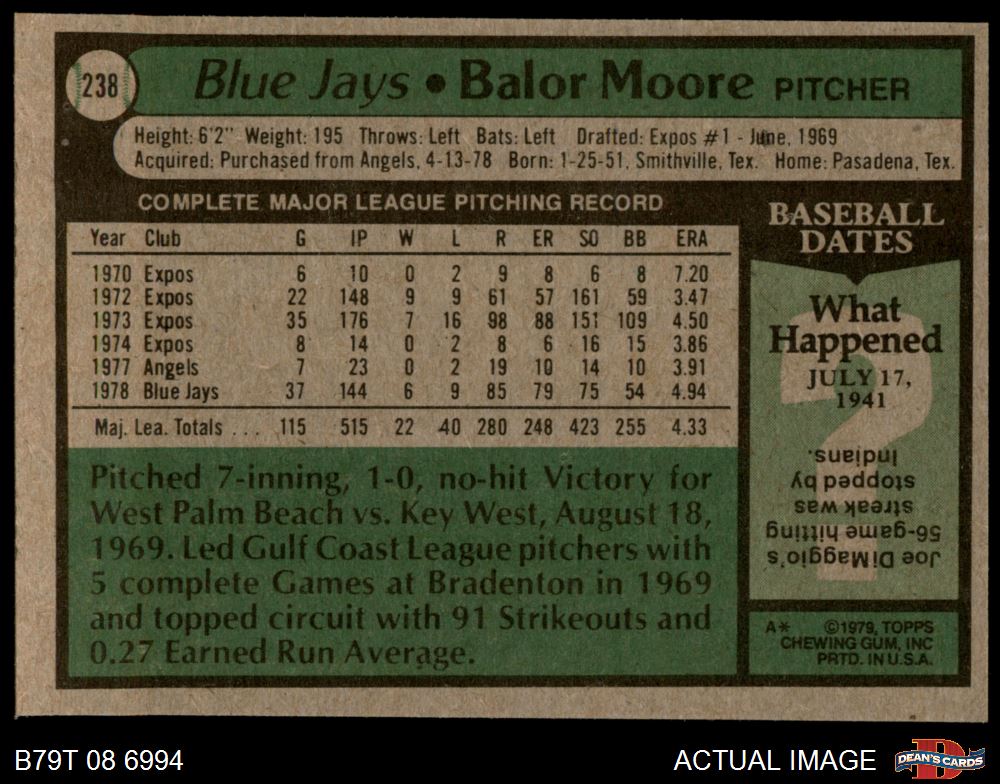 238
Blue Jays • Balor Moore PITCHER
Height: 6'2" Weight: 195 Throws: Left Bats: Left Drafted: Expos #1 - June, 1969
Acquired: Purchased from Angels, 4-13-78 Born: 1-25-51, Smithville, Tex. Home: Pasadena, Tex.
COMPLETE MAJOR LEAGUE PITCHING RECORD
Year Club G IP W L R ER SO BB ERA
1970 Expos 6 10 0 2 9 8 6 8 7.20
1972 Expos 22 148 9 9 61 57 161 59 3.47
1973 Expos 35 176 7 16 98 88 151 109 4.50
1974 Expos 8 14 0 2 8 6 16 15 3.86
1977 Angels 7 23 0 2 19 10 14 10 3.91
1978 Blue Jays 37 144 6 9 85 79 75 54 4.94
Maj. Lea. Totals ... 115 515 22 40 280 248 423 255 4.33
Pitched 7-inning, 1-0, no-hit Victory for
West Palm Beach vs. Key West, August 18,
1969. Led Gulf Coast League pitchers with
5 complete Games at Bradenton in 1969
and topped circuit with 91 Strikeouts and
0.27 Earned Run Average.
BASEBALL
DATES
What
Happened
JULY 17,
1941
Joe DiMaggio's
56-game hitting
streak was
stopped by
Indians.
A* ©1979, TOPPS
CHEWING GUM, INC
PRTD. IN U.S.A.
B79T 08 6994
ACTUAL IMAGE
D
DEAN'S CARDS